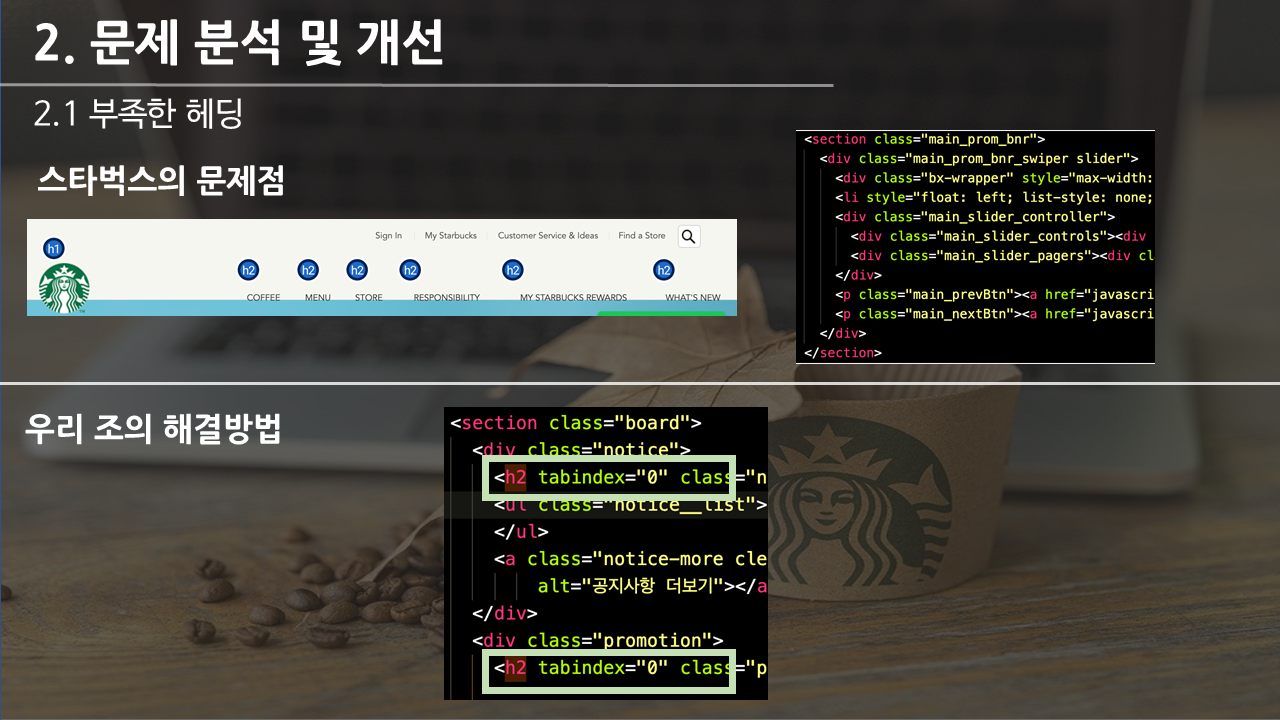 2. 문제 분석 및 개선
2.1 부족한 헤딩
스타벅스의 문제점
Sign In My Starbucks Customer Service & Ideas Find a Store
h1
h2 h2 h2 h2 h2 h2
COFFEE MENU STORE RESPONSIBILITY MY STARBUCKS REWARDS WHAT'S NEW
<section class="main_prom_bnr">
<div class="main_prom_bnr_swiper slider">
<div class="bx-wrapper" style="max-width:
<li style="float: left; list-style: none;
<div class="main_slider_controller">
<div class="main_slider_controls"><div
<div class="main_slider_pagers"><div cl
</div>
<p class="main_prevBtn"><a href="javascri
<p class="main_nextBtn"><a href="javascri
</div>
</section>
우리 조의 해결방법
<section class="board">
<div class="notice">
<h2 tabindex="0" class="n
<ul class="notice__list">
</ul>
<a class="notice-more cle
alt="공지사항 더보기"></a
</div>
<div class="promotion">
<h2 tabindex="0" class="p